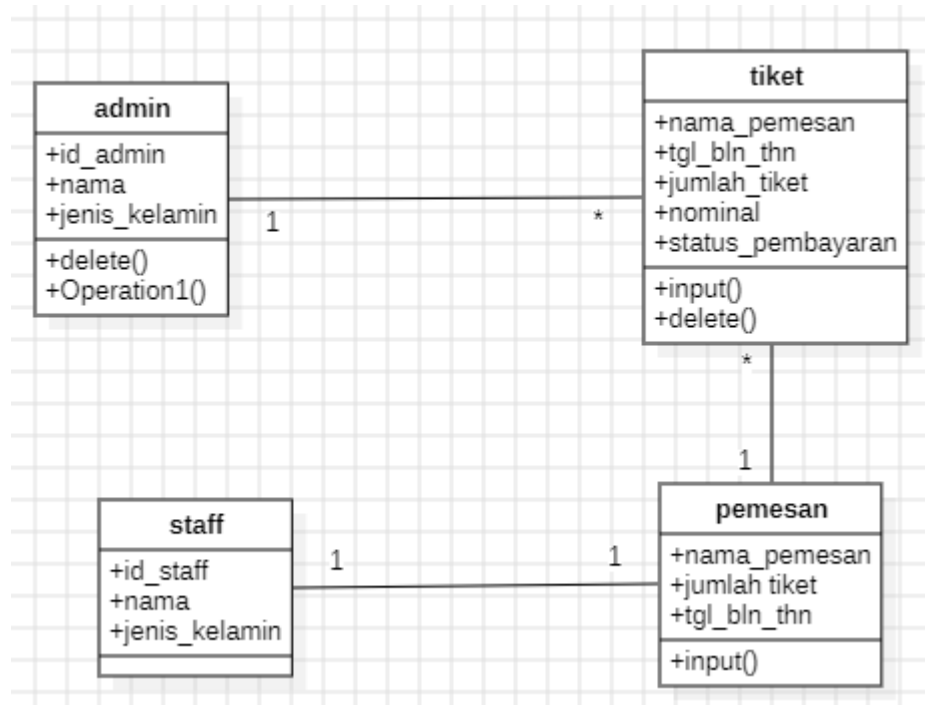 admin
+id_admin
+nama
+jenis_kelamin
+delete()
+Operation1()
1
*
tiket
+nama_pemesan
+tgl_bln_thn
+jumlah_tiket
+nominal
+status_pembayaran
+input()
+delete()
*
1
staff
+id_staff
+nama
+jenis_kelamin
1
1
pemesan
+nama_pemesan
+jumlah tiket
+tgl_bln_thn
+input()